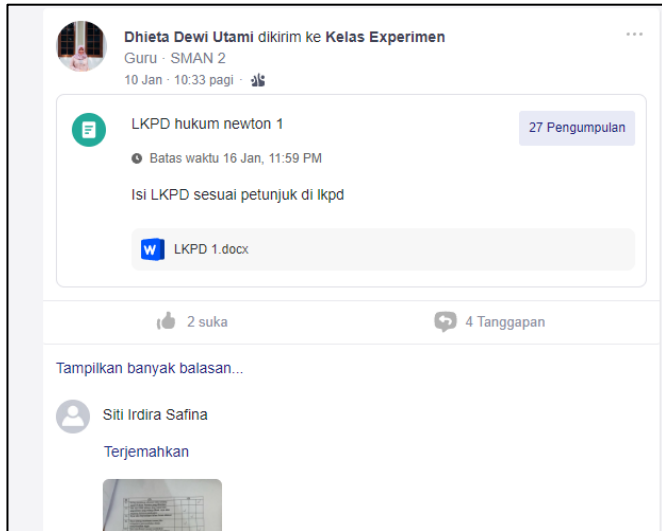 Dhieta Dewi Utami dikirim ke Kelas Experimen
Guru · SMAN 2
10 Jan · 10:33 pagi ·
LKPD hukum newton 1
27 Pengumpulan
Batas waktu 16 Jan, 11:59 PM
Isi LKPD sesuai petunjuk di lkpd
W LKPD 1.docx
2 suka
4 Tanggapan
Tampilkan banyak balasan...
Siti Irdira Safina
Terjemahkan